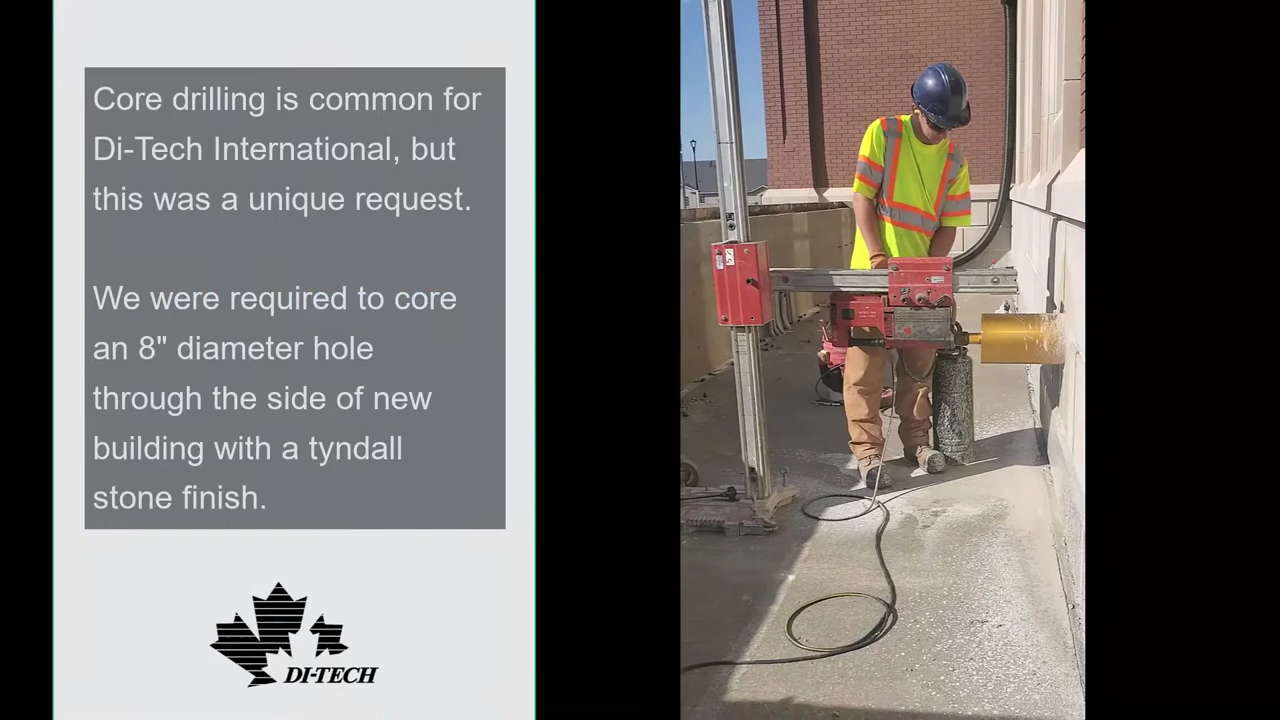 Core drilling is common for
Di-Tech International, but
this was a unique request.
We were required to core
an 8" diameter hole
through the side of new
building with a tyndall
stone finish.
DI-TECH